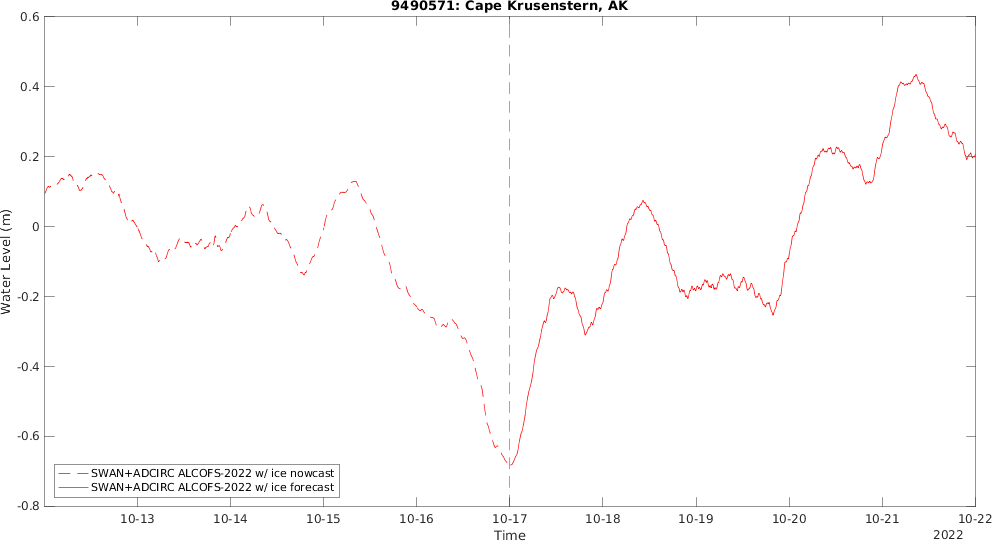 9490571: Cape Krusenstern, AK
0.6
0.4
0.2
0
-0.2
-0.4
-0.6
-0.8
Water Level (m)
SWAN+ADCIRC ALCOFS-2022 w/ ice nowcast
SWAN+ADCIRC ALCOFS-2022 w/ ice forecast
10-13 10-14 10-15 10-16 10-17 10-18 10-19 10-20 10-21 10-22
Time
2022